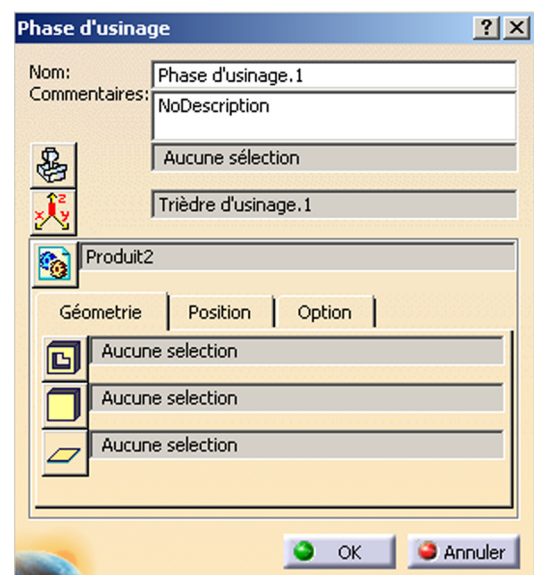 Phase d'usinage
Nom:
Phase d'usinage.1
Commentaires:
NoDescription
Aucune sélection
z
x y
Trièdre d'usinage.1
Produit2
Géometrie Position Option
Aucune selection
Aucune selection
Aucune selection
OK Annuler